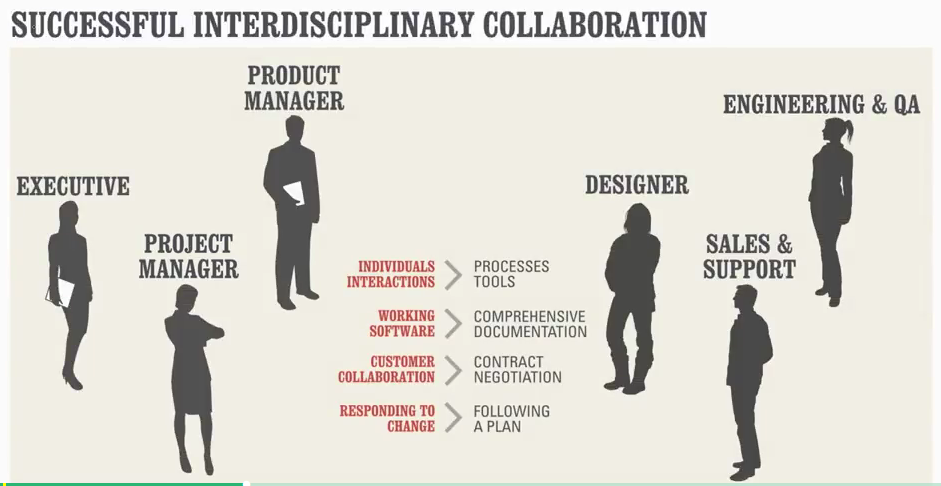 SUCCESSFUL INTERDISCIPLINARY COLLABORATION
PRODUCT
MANAGER
ENGINEERING & QA
EXECUTIVE
DESIGNER
PROJECT
MANAGER
SALES &
SUPPORT
INDIVIDUALS
INTERACTIONS
PROCESSES
TOOLS
WORKING
SOFTWARE
COMPREHENSIVE
DOCUMENTATION
CUSTOMER
COLLABORATION
CONTRACT
NEGOTIATION
RESPONDING TO
CHANGE
FOLLOWING
A PLAN